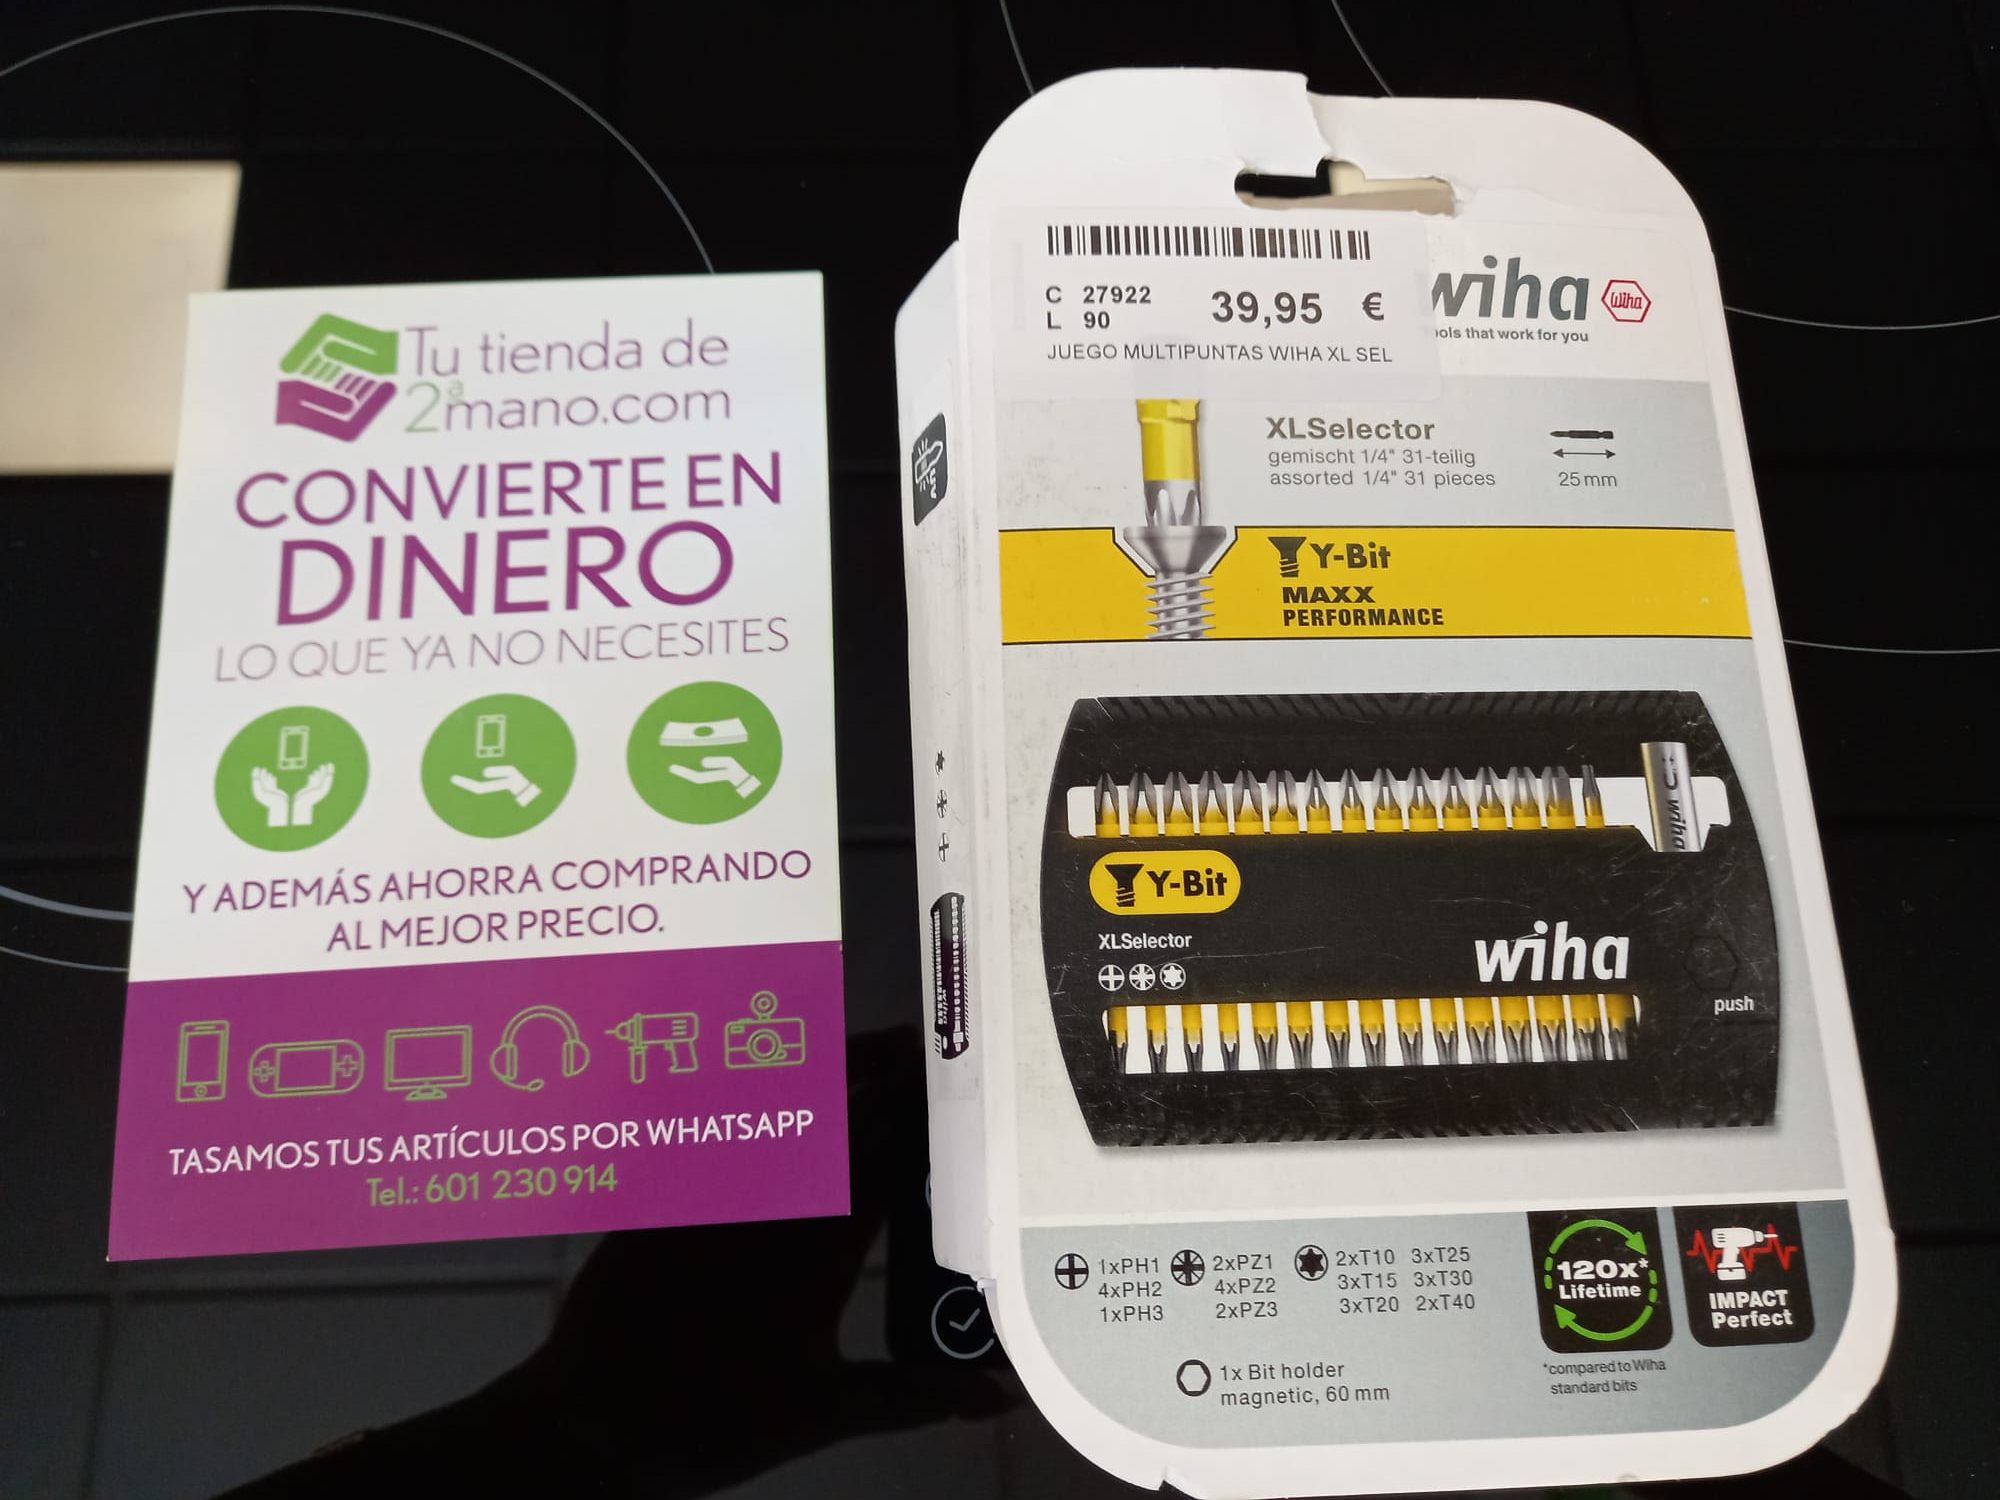 Tu tienda de
2ªmano.com
CONVIERTE EN
DINERO
LO QUE YA NO NECESITES
Y ADEMÁS AHORRA COMPRANDO
AL MEJOR PRECIO.
TASAMOS TUS ARTÍCULOS POR WHATSAPP
Tel.: 601 230 914
C 27922
L 90
39,95 €
JUEGO MULTIPUNTAS WIHA XL SEL
wiha
wiha
ools that work for you
XLSelector
gemischt 1/4" 31-teilig
assorted 1/4" 31 pieces
25 mm
Y-Bit
MAXX
PERFORMANCE
wiha
Y-Bit
XLSelector
wiha
push
1xPH1
4xPH2
1xPH3
2xPZ1
4xPZ2
2xPZ3
2xT10 3xT25
3xT15 3xT30
3xT20 2xT40
1x Bit holder
magnetic, 60 mm
120x*
Lifetime
IMPACT
Perfect
*compared to Wiha
standard bits